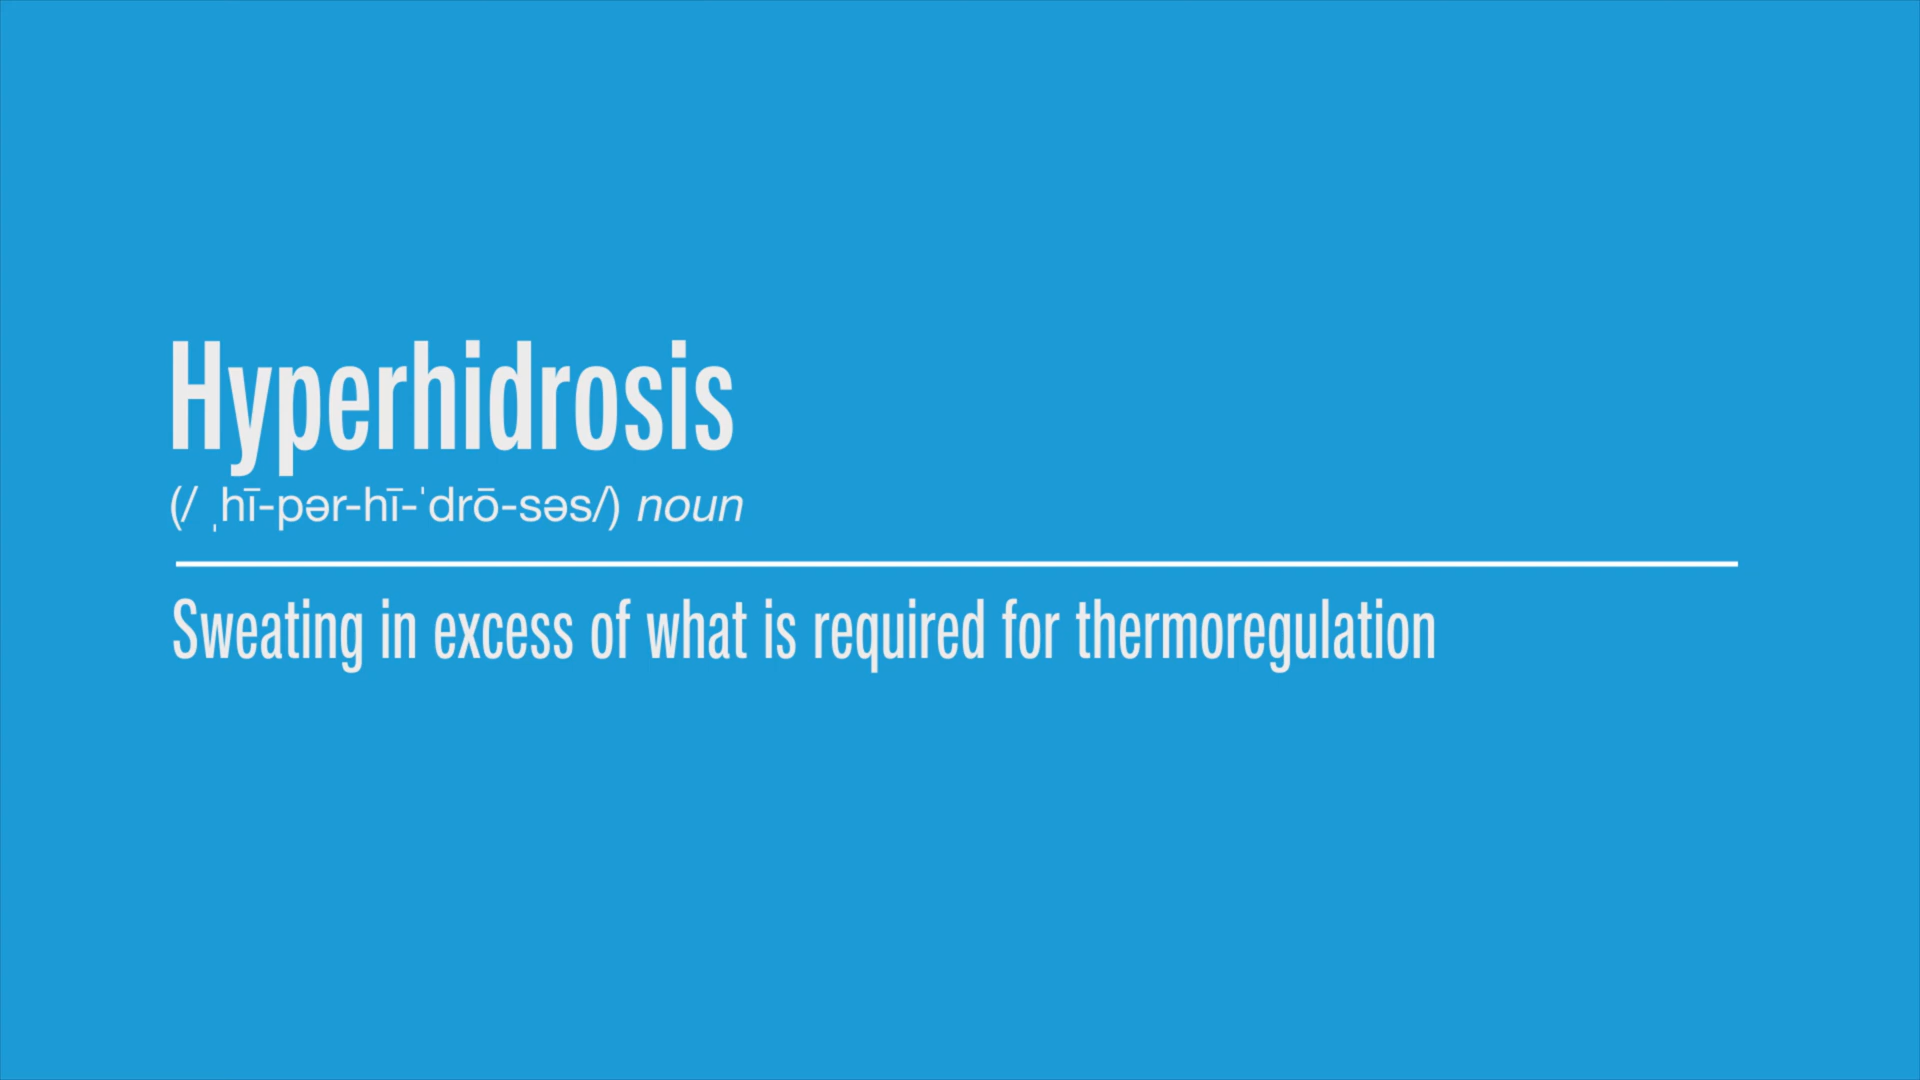 Hyperhidrosis
(/ ˌhī-pər-hī-ˈdrō-səs/) noun
Sweating in excess of what is required for thermoregulation